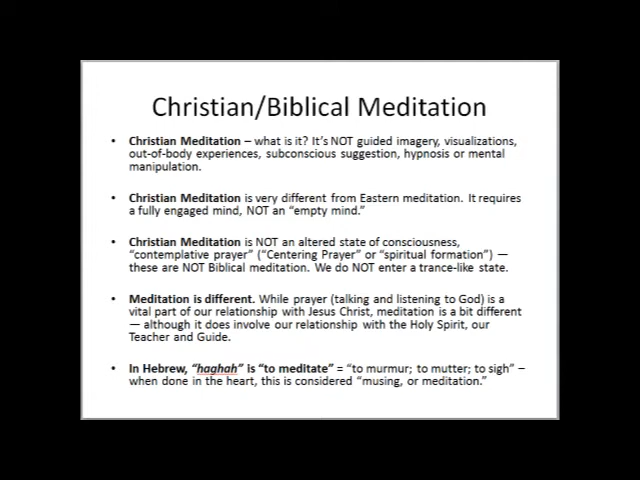 Christian/Biblical Meditation
• Christian Meditation – what is it? It's NOT guided imagery, visualizations,
out-of-body experiences, subconscious suggestion, hypnosis or mental
manipulation.
• Christian Meditation is very different from Eastern meditation. It requires
a fully engaged mind, NOT an “empty mind.”
• Christian Meditation is NOT an altered state of consciousness,
“contemplative prayer” (“Centering Prayer” or “spiritual formation”) —
these are NOT Biblical meditation. We do NOT enter a trance-like state.
• Meditation is different. While prayer (talking and listening to God) is a
vital part of our relationship with Jesus Christ, meditation is a bit different
— although it does involve our relationship with the Holy Spirit, our
Teacher and Guide.
• In Hebrew, “haghah” is “to meditate” = “to murmur; to mutter; to sigh” –
when done in the heart, this is considered “musing, or meditation.”